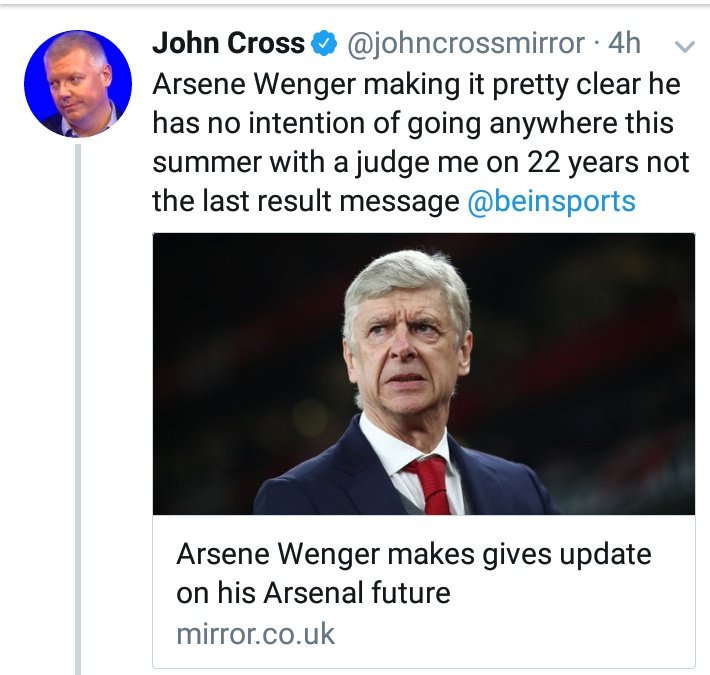 John Cross @johncrossmirror · 4h
Arsene Wenger making it pretty clear he
has no intention of going anywhere this
summer with a judge me on 22 years not
the last result message @beinsports
Arsene Wenger makes gives update
on his Arsenal future
mirror.co.uk